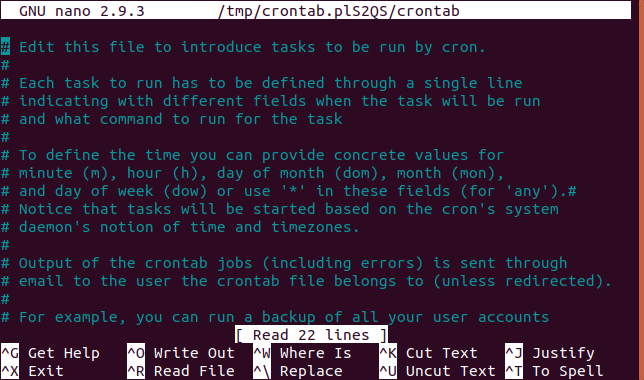 GNU nano 2.9.3 /tmp/crontab.plS2QS/crontab
# Edit this file to introduce tasks to be run by cron.
#
# Each task to run has to be defined through a single line
# indicating with different fields when the task will be run
# and what command to run for the task
#
# To define the time you can provide concrete values for
# minute (m), hour (h), day of month (dom), month (mon),
# and day of week (dow) or use '*' in these fields (for 'any').#
# Notice that tasks will be started based on the cron's system
# daemon's notion of time and timezones.
#
# Output of the crontab jobs (including errors) is sent through
# email to the user the crontab file belongs to (unless redirected).
#
# For example, you can run a backup of all your user accounts
[ Read 22 lines ]
^G Get Help ^O Write Out ^W Where Is ^K Cut Text ^J Justify
^X Exit ^R Read File ^\ Replace ^U Uncut Text ^T To Spell